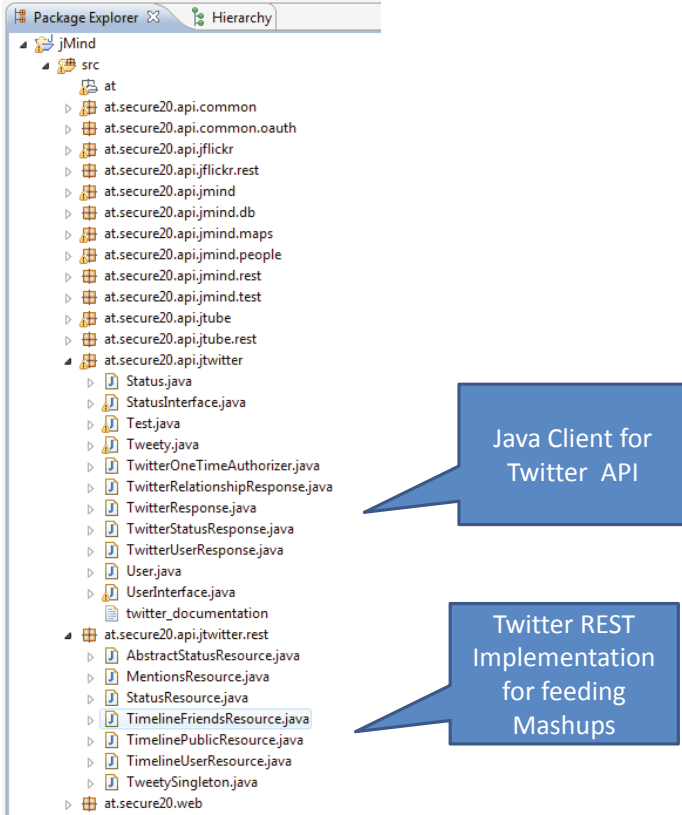 Package Explorer Hierarchy
jMind
src
at
at.secure20.api.common
at.secure20.api.common.oauth
at.secure20.api.jflickr
at.secure20.api.jflickr.rest
at.secure20.api.jmind
at.secure20.api.jmind.db
at.secure20.api.jmind.maps
at.secure20.api.jmind.people
at.secure20.api.jmind.rest
at.secure20.api.jmind.test
at.secure20.api.jtube
at.secure20.api.jtube.rest
at.secure20.api.jtwitter
Status.java
StatusInterface.java
Test.java
Tweety.java
TwitterOneTimeAuthorizer.java
TwitterRelationshipResponse.java
TwitterResponse.java
TwitterStatusResponse.java
TwitterUserResponse.java
User.java
UserInterface.java
twitter_documentation
at.secure20.api.jtwitter.rest
AbstractStatusResource.java
MentionsResource.java
StatusResource.java
TimelineFriendsResource.java
TimelinePublicResource.java
TimelineUserResource.java
TweetySingleton.java
at.secure20.web
Java Client for
Twitter API
Twitter REST
Implementation
for feeding
Mashups